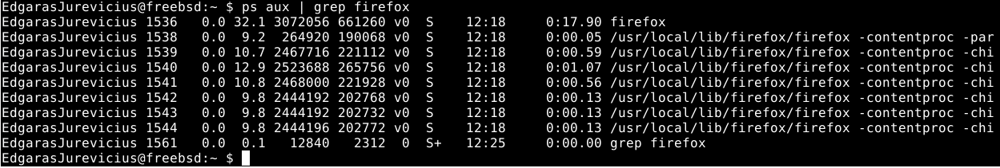 EdgarasJurevicius@freebsd:~ $ ps aux | grep firefox
EdgarasJurevicius 1536   0.0 32.1 3072056 661260 v0  S    12:18     0:17.90 firefox
EdgarasJurevicius 1538   0.0  9.2  264920 190068 v0  S    12:18     0:00.05 /usr/local/lib/firefox/firefox -contentproc -par
EdgarasJurevicius 1539   0.0 10.7 2467716 221112 v0  S    12:18     0:00.59 /usr/local/lib/firefox/firefox -contentproc -chi
EdgarasJurevicius 1540   0.0 12.9 2523688 265756 v0  S    12:18     0:01.07 /usr/local/lib/firefox/firefox -contentproc -chi
EdgarasJurevicius 1541   0.0 10.8 2468000 221928 v0  S    12:18     0:00.56 /usr/local/lib/firefox/firefox -contentproc -chi
EdgarasJurevicius 1542   0.0  9.8 2444192 202768 v0  S    12:18     0:00.13 /usr/local/lib/firefox/firefox -contentproc -chi
EdgarasJurevicius 1543   0.0  9.8 2444192 202732 v0  S    12:18     0:00.13 /usr/local/lib/firefox/firefox -contentproc -chi
EdgarasJurevicius 1544   0.0  9.8 2444196 202772 v0  S    12:18     0:00.13 /usr/local/lib/firefox/firefox -contentproc -chi
EdgarasJurevicius 1561   0.0  0.1   12840   2312  0  S+   12:25     0:00.00 grep firefox
EdgarasJurevicius@freebsd:~ $